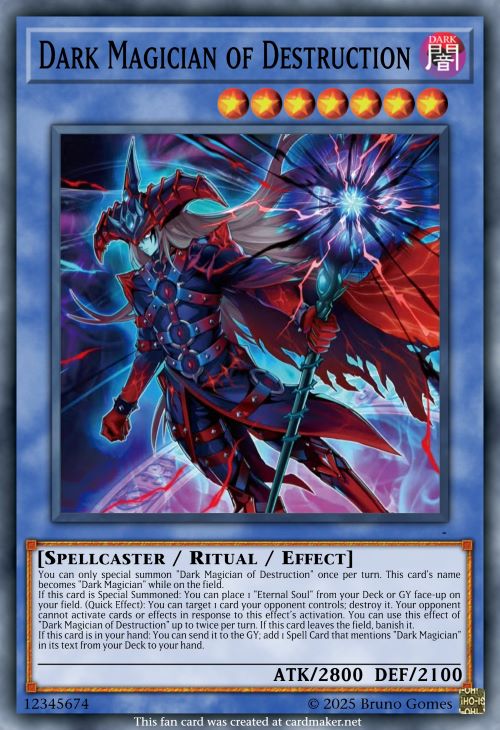 Dark Magician of Destruction
DARK
闇
[Spellcaster / Ritual / Effect]
You can only special summon "Dark Magician of Destruction" once per turn. This card's name
becomes "Dark Magician" while on the field.
If this card is Special Summoned: You can place 1 "Eternal Soul" from your Deck or GY face-up on
your field. (Quick Effect): You can target 1 card your opponent controls; destroy it. Your opponent
cannot activate cards or effects in response to this effect's activation. You can use this effect of
"Dark Magician of Destruction" up to twice per turn. If this card leaves the field, banish it.
If this card is in your hand: You can send it to the GY; add 1 Spell Card that mentions "Dark Magician"
in its text from your Deck to your hand.
ATK/2800 DEF/2100
12345674
© 2025 Bruno Gomes
This fan card was created at cardmaker.net